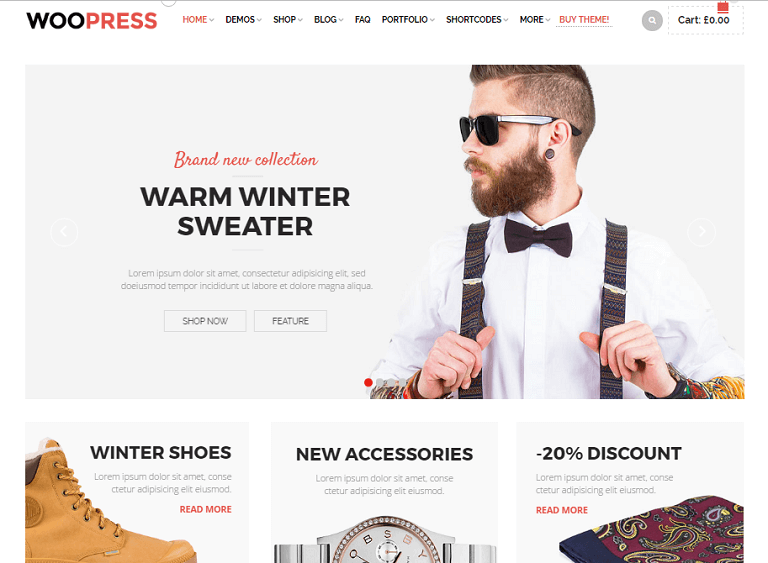 WOOPRESS
HOME DEMOS SHOP BLOG FAQ PORTFOLIO SHORTCODES MORE BUY THEME!
Cart: £0.00
Brand new collection
WARM WINTER
SWEATER
Lorem ipsum dolor sit amet, consectetur adipisicing elit, sed
doeiusmod tempor incididunt ut labore et dolore magna aliqua.
SHOP NOW FEATURE
WINTER SHOES
Lorem ipsum dolor sit amet, conse
ctetur adipisicing elit eiusmod.
READ MORE
NEW ACCESSORIES
Lorem ipsum dolor sit amet, conse
ctetur adipisicing elit eiusmod.
-20% DISCOUNT
Lorem ipsum dolor sit amet, conse
ctetur adipisicing elit eiusmod.
READ MORE